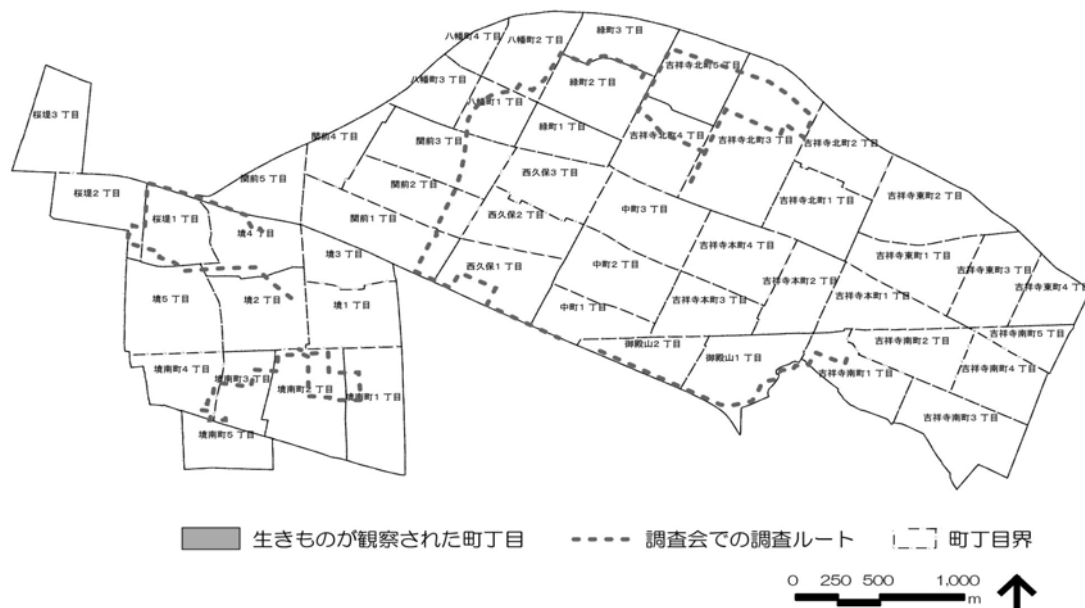 八幡町4 丁目
八幡町2 丁目
緑町3 丁目
吉祥寺北町5 丁目
八幡町3 丁目
緑町2 丁目
桜堤3 丁目
八幡町1 丁目
関前4 丁目
関前3 丁目
緑町1 丁目
吉祥寺北町4 丁目
吉祥寺北町3 丁目
吉祥寺北町2 丁目
関前5 丁目
関前2 丁目
西久保3 丁目
桜堤2 丁目
吉祥寺北町1 丁目
吉祥寺東町2 丁目
桜堤1 丁目
関前1 丁目
西久保2 丁目
中町3 丁目
境4 丁目
吉祥寺本町4 丁目
境3 丁目
吉祥寺東町1 丁目
西久保1 丁目
中町2 丁目
吉祥寺東町3 丁目
吉祥寺本町2 丁目
吉祥寺東町4 丁目
境5 丁目
境2 丁目
境1 丁目
中町1 丁目
吉祥寺本町3 丁目
吉祥寺本町1 丁目
吉祥寺南町5 丁目
御殿山2 丁目
吉祥寺南町2 丁目
御殿山1 丁目
境南町4 丁目
境南町3 丁目
吉祥寺南町1 丁目
吉祥寺南町4 丁目
境南町2 丁目
境南町1 丁目
吉祥寺南町3 丁目
境南町5 丁目
生きものが観察された町丁目 調査会での調査ルート 町丁目界
0 250 500 1,000
m